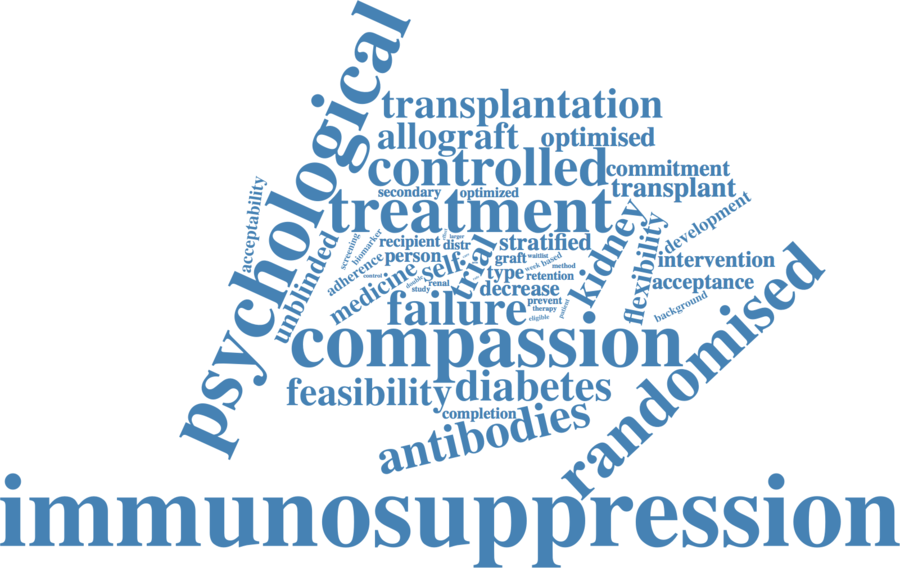 psychological
transplantation
allograft
optimised
controlled
commitment
acceptability
secondary
optimized
transplant
treatment
development
unblinded
screening
biomarker
recipient
larger
distr
trial
stratified
kidney
flexibility
adherence
person
self-
graft
waitlist
work based
method
intervention
medicine
control
double
study
renal
type
retention
acceptance
decrease
failure
prevent
therapy
eligible
patient
background
randomised
compassion
feasibility
diabetes
completion
antibodies
immunosuppression